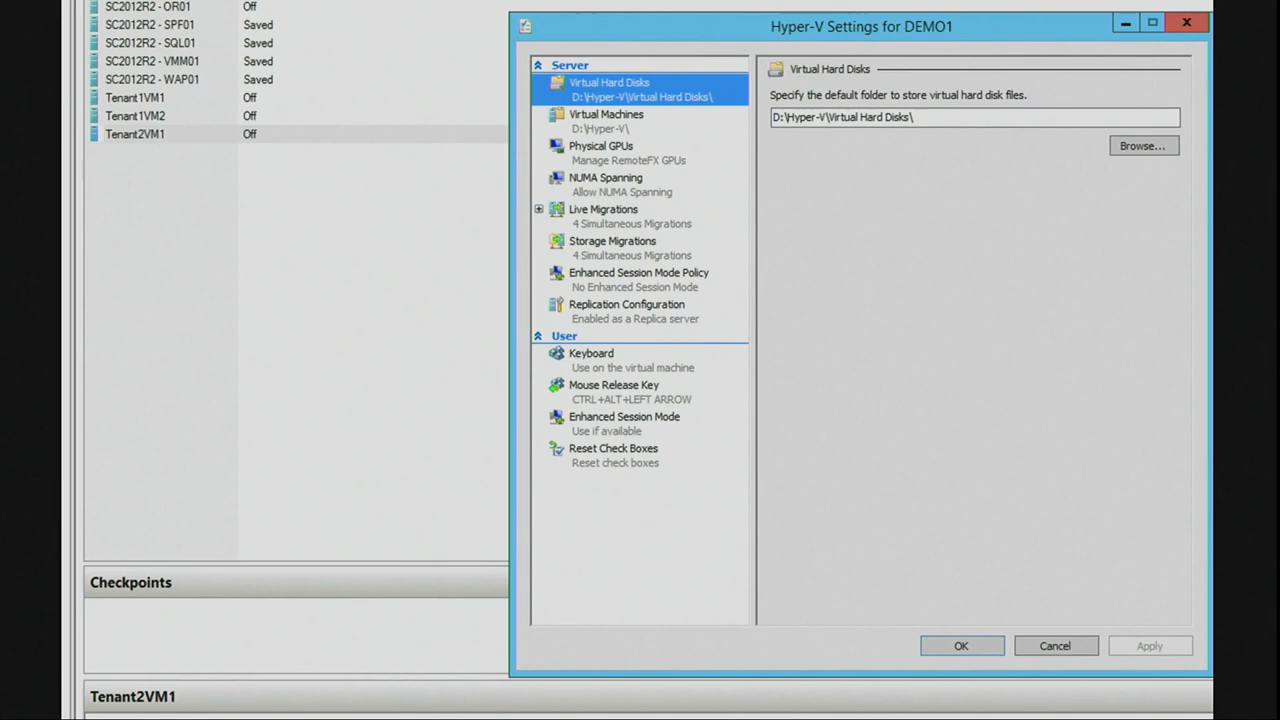 SC2012R2 - OR01 Off
SC2012R2 - SPF01 Saved
SC2012R2 - SQL01 Saved
SC2012R2 - VMM01 Saved
SC2012R2 - WAP01 Saved
Tenant1VM1 Off
Tenant1VM2 Off
Tenant2VM1 Off
Checkpoints
Tenant2VM1
Hyper-V Settings for DEMO1
Server
Virtual Hard Disks
D:\Hyper-V\Virtual Hard Disks\
Virtual Machines
D:\Hyper-V\
Physical GPUs
Manage RemoteFX GPUs
NUMA Spanning
Allow NUMA Spanning
Live Migrations
4 Simultaneous Migrations
Storage Migrations
4 Simultaneous Migrations
Enhanced Session Mode Policy
No Enhanced Session Mode
Replication Configuration
Enabled as a Replica server
User
Keyboard
Use on the virtual machine
Mouse Release Key
CTRL+ALT+LEFT ARROW
Enhanced Session Mode
Use if available
Reset Check Boxes
Reset check boxes
Virtual Hard Disks
Specify the default folder to store virtual hard disk files.
D:\Hyper-V\Virtual Hard Disks\
Browse...
OK Cancel Apply